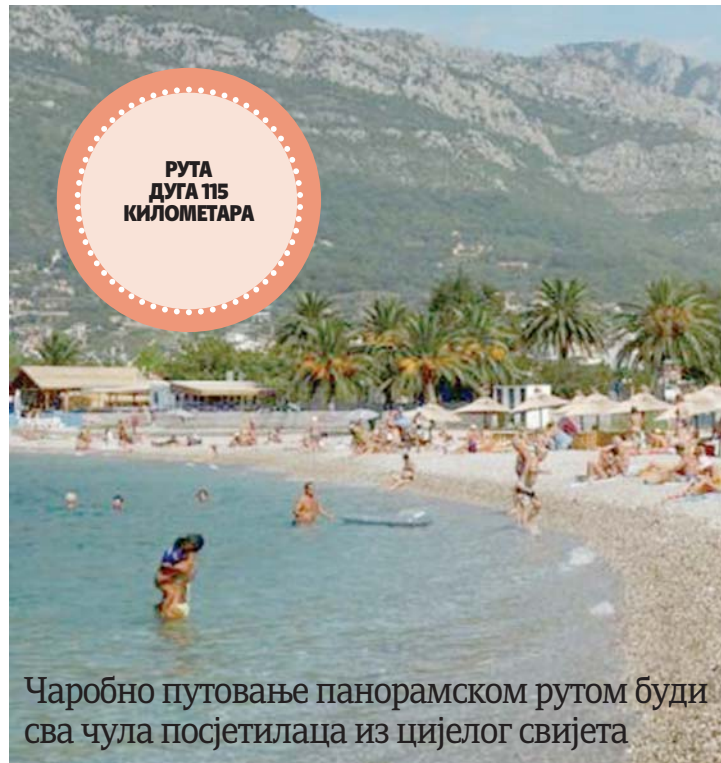 РУТА
ДУГА 115
КИЛОМЕТАРА
Чаробно путовање панорамском рутом буди
сва чула посјетилаца из цијелог свијета